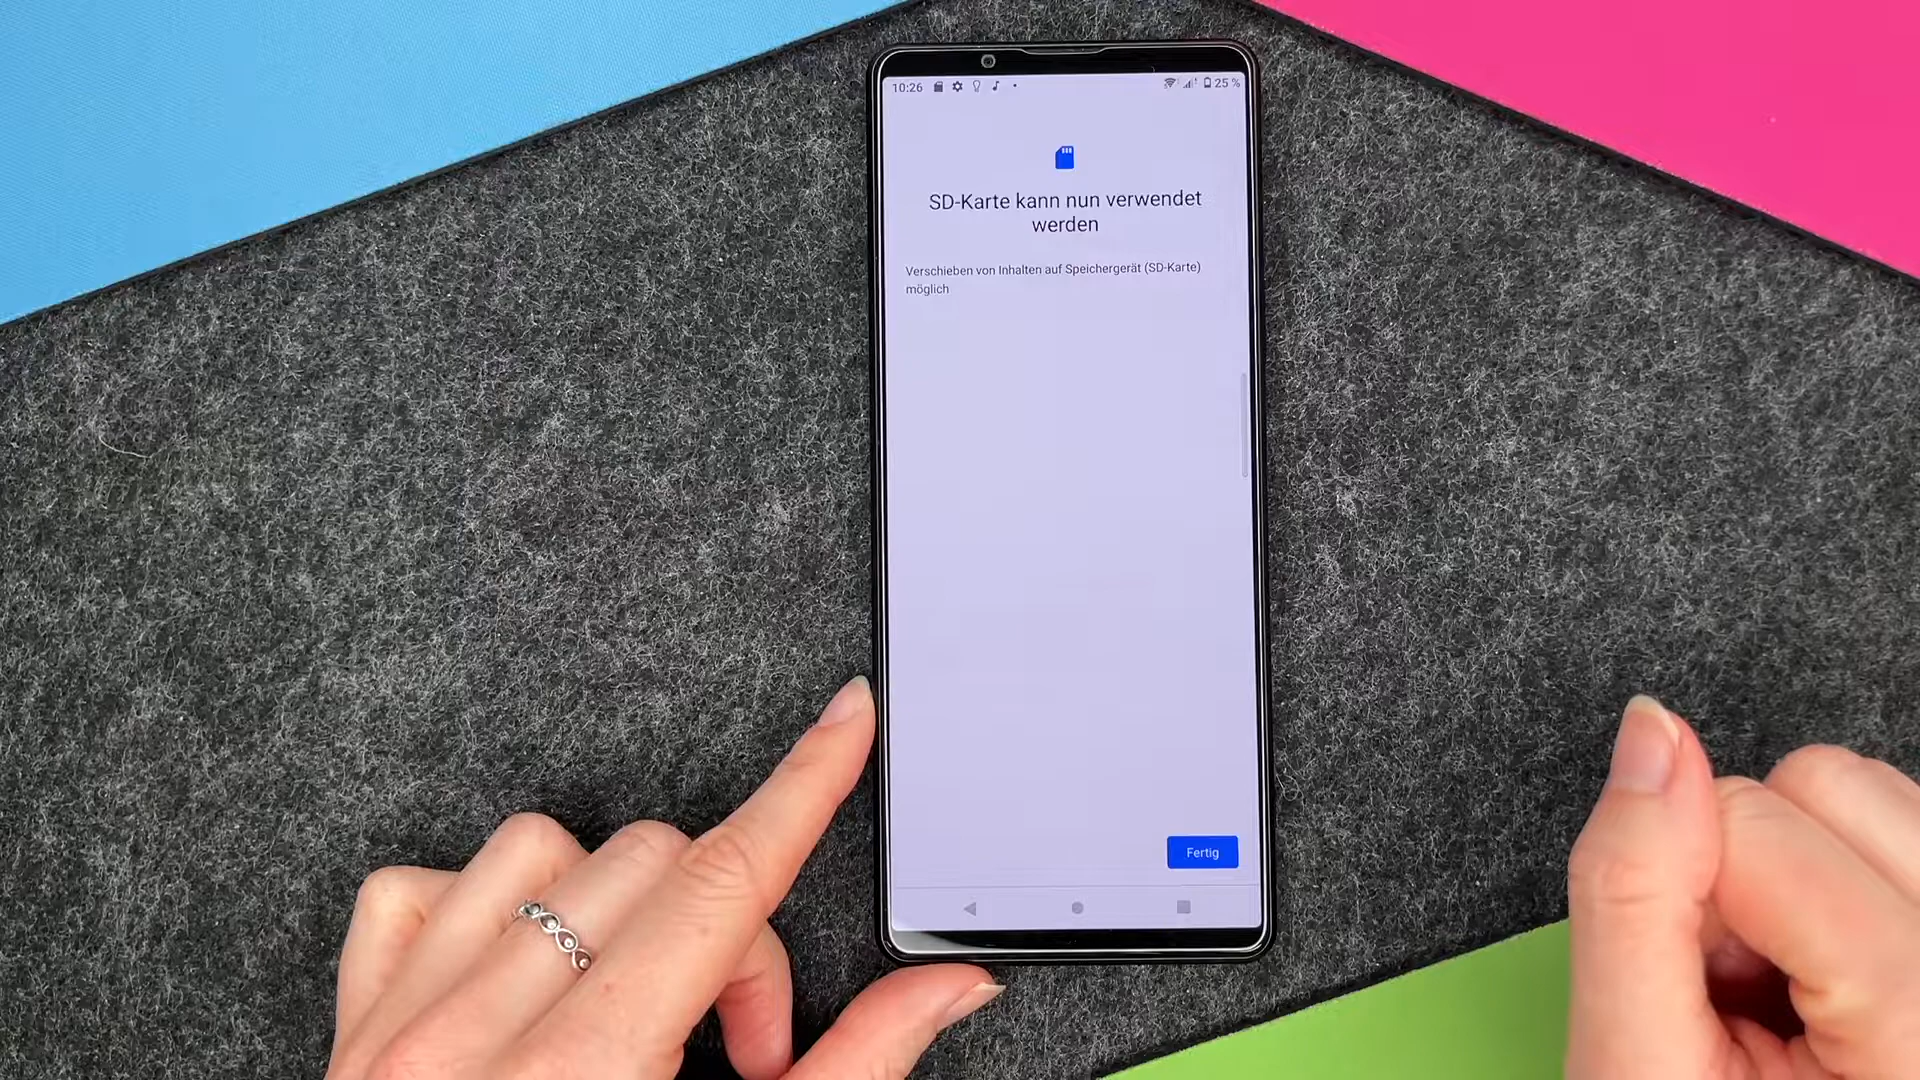 10:26
25 %
SD-Karte kann nun verwendet
werden
Verschieben von Inhalten auf Speichergerät (SD-Karte)
möglich
Fertig